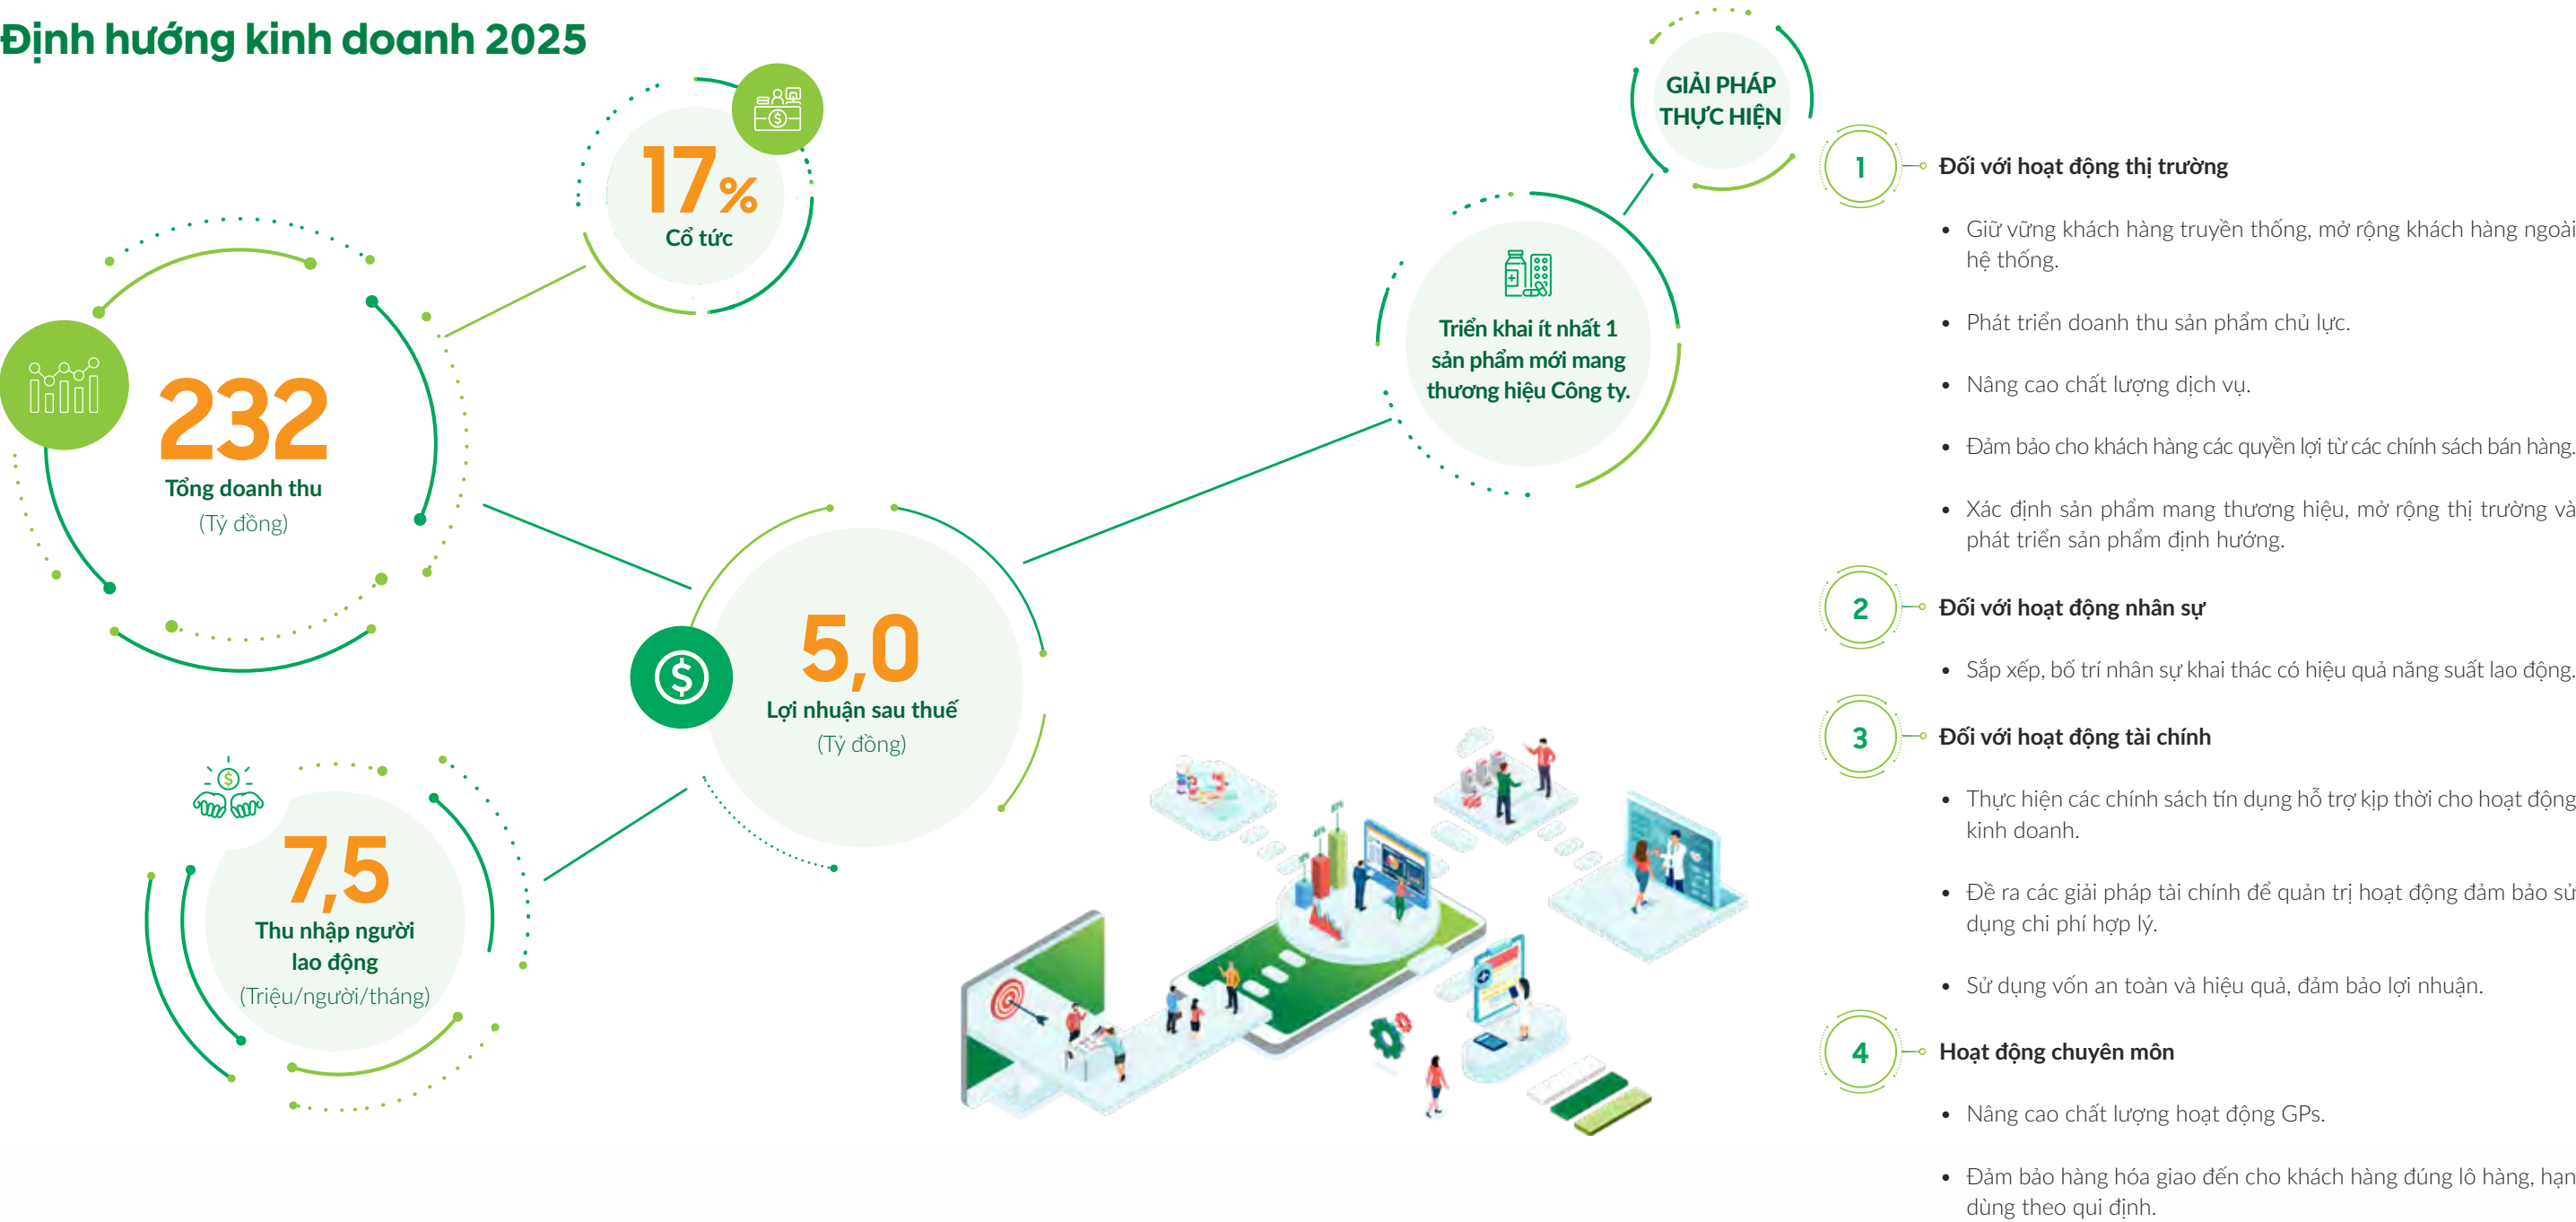 Định hướng kinh doanh 2025
17%
Cổ tức
232
Tổng doanh thu
(Tỷ đồng)
5,0
Lợi nhuận sau thuế
(Tỷ đồng)
7,5
Thu nhập người
lao động
(Triệu/người/tháng)
Triển khai ít nhất 1
sản phẩm mới mang
thương hiệu Công ty.
GIẢI PHÁP
THỰC HIỆN
1
Đối với hoạt động thị trường
• Giữ vững khách hàng truyền thống, mở rộng khách hàng ngoài
hệ thống.
• Phát triển doanh thu sản phẩm chủ lực.
• Nâng cao chất lượng dịch vụ.
• Đảm bảo cho khách hàng các quyền lợi từ các chính sách bán hàng.
• Xác định sản phẩm mang thương hiệu, mở rộng thị trường và
phát triển sản phẩm định hướng.
2
Đối với hoạt động nhân sự
• Sắp xếp, bố trí nhân sự khai thác có hiệu quả năng suất lao động.
3
Đối với hoạt động tài chính
• Thực hiện các chính sách tín dụng hỗ trợ kịp thời cho hoạt động
kinh doanh.
• Đề ra các giải pháp tài chính để quản trị hoạt động đảm bảo sử
dụng chi phí hợp lý.
• Sử dụng vốn an toàn và hiệu quả, đảm bảo lợi nhuận.
4
Hoạt động chuyên môn
• Nâng cao chất lượng hoạt động GPs.
• Đảm bảo hàng hóa giao đến cho khách hàng đúng lô hàng, hạn
dùng theo qui định.